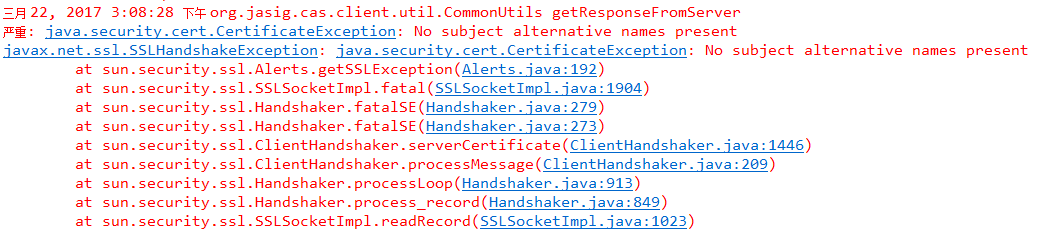 三月 22, 2017 3:08:28 下午 org.jasig.cas.client.util.CommonUtils getResponseFromServer
严重: java.security.cert.CertificateException: No subject alternative names present
javax.net.ssl.SSLHandshakeException: java.security.cert.CertificateException: No subject alternative names present
at sun.security.ssl.Alerts.getSSLException(Alerts.java:192)
at sun.security.ssl.SSLSocketImpl.fatal(SSLSocketImpl.java:1904)
at sun.security.ssl.Handshaker.fatalSE(Handshaker.java:279)
at sun.security.ssl.Handshaker.fatalSE(Handshaker.java:273)
at sun.security.ssl.ClientHandshaker.serverCertificate(ClientHandshaker.java:1446)
at sun.security.ssl.ClientHandshaker.processMessage(ClientHandshaker.java:209)
at sun.security.ssl.Handshaker.processLoop(Handshaker.java:913)
at sun.security.ssl.Handshaker.process_record(Handshaker.java:849)
at sun.security.ssl.SSLSocketImpl.readRecord(SSLSocketImpl.java:1023)